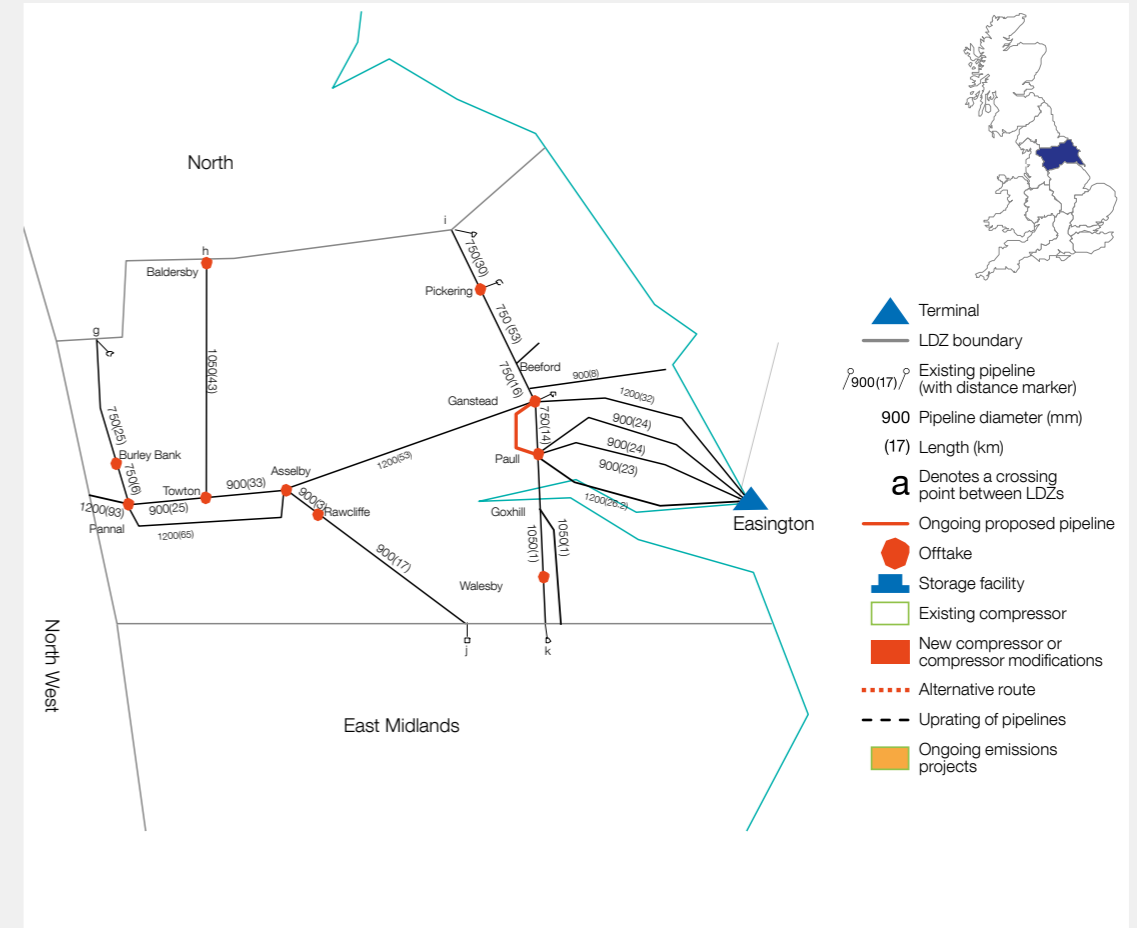 North
i
h
Baldersby
750(30)
Pickering
750 (53)
g
1050(43)
Beeford
750(16)
900(8)
1200(32)
Ganstead
750(14)
900(24)
900(24)
900(23)
Paull
1200(26.2)
Easington
750(25)
Burley Bank
750(6)
Asselby
1200(53)
Towton
900(33)
1200(93)
900(25)
Pannal
1200(65)
Rawcliffe
900(17)
Goxhill
1050(1)
1050(1)
Walesby
j
k
North West
East Midlands
Terminal
LDZ boundary
900(17)
Existing pipeline
(with distance marker)
900 Pipeline diameter (mm)
(17) Length (km)
a Denotes a crossing
point between LDZs
Ongoing proposed pipeline
Offtake
Storage facility
Existing compressor
New compressor or
compressor modifications
Alternative route
Uprating of pipelines
Ongoing emissions
projects